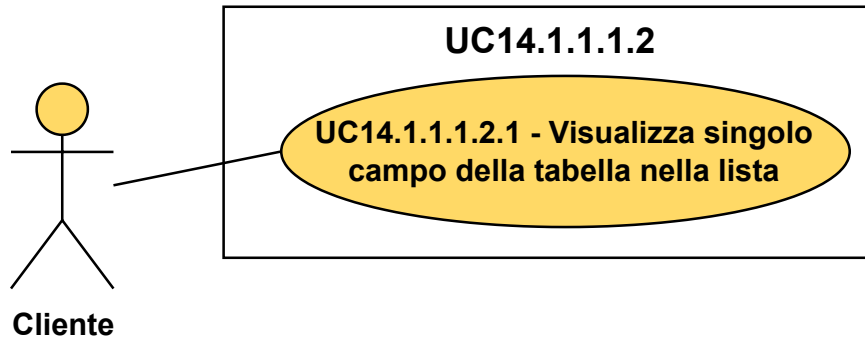 UC14.1.1.1.2
UC14.1.1.1.2.1 - Visualizza singolo
campo della tabella nella lista
Cliente